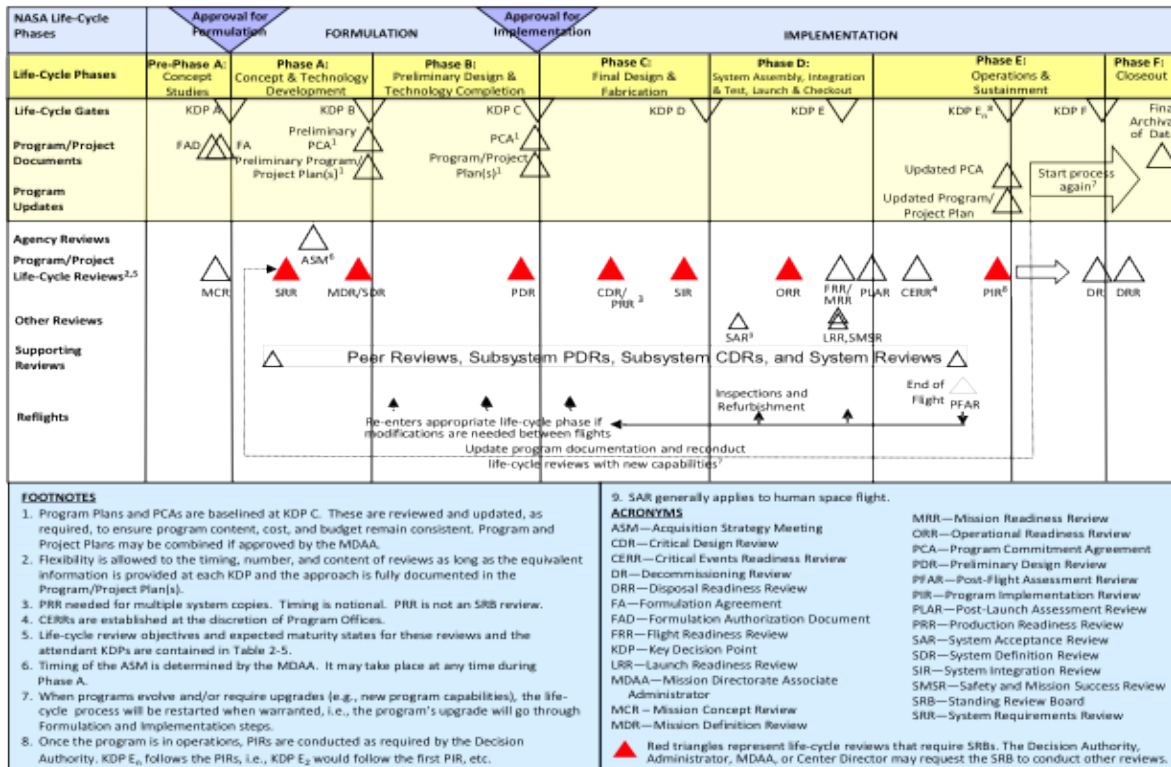 NASA Life-Cycle Phases
Approval for Formulation
FORMULATION
Approval for Implementation
IMPLEMENTATION
Life-Cycle Phases
Pre-Phase A:
Concept
Studies
Phase A:
Concept & Technology
Development
Phase B:
Preliminary Design &
Technology Completion
Phase C:
Final Design &
Fabrication
Phase D:
System Assembly, Integration
& Test, Launch & Checkout
Phase E:
Operations &
Sustainment
Phase F:
Closeout
Life-Cycle Gates
KDP A
KDP B
KDP C
KDP D
KDP E
KDP Eₙ⁸
KDP F
Program/Project
Documents
FAD
FA
Preliminary
PCA¹
Preliminary Program/
Project Plan(s)¹
PCA¹
Program/Project
Plan(s)¹
Final
Archival
of Data
Program
Updates
Updated PCA
Updated Program/
Project Plan
Start process
again⁷
Agency Reviews
ASM⁶
Program/Project
Life-Cycle Reviews²,⁵
MCR
SRR
MDR/SDR
PDR
CDR/
PRR ³
SIR
ORR
FRR/
MRR
PLAR
CERR⁴
PIR⁸
DR
DRR
Other Reviews
SAR⁹
LRR,SMSR
Supporting
Reviews
Peer Reviews, Subsystem PDRs, Subsystem CDRs, and System Reviews
Reflights
Re-enters appropriate life-cycle phase if
modifications are needed between flights
Inspections and
Refurbishment
End of
Flight
PFAR
Update program documentation and reconduct
life-cycle reviews with new capabilities⁷
FOOTNOTES
1. Program Plans and PCAs are baselined at KDP C. These are reviewed and updated, as
required, to ensure program content, cost, and budget remain consistent. Program and
Project Plans may be combined if approved by the MDAA.
2. Flexibility is allowed to the timing, number, and content of reviews as long as the equivalent
information is provided at each KDP and the approach is fully documented in the
Program/Project Plan(s).
3. PRR needed for multiple system copies. Timing is notional. PRR is not an SRB review.
4. CERRs are established at the discretion of Program Offices.
5. Life-cycle review objectives and expected maturity states for these reviews and the
attendant KDPs are contained in Table 2-5.
6. Timing of the ASM is determined by the MDAA. It may take place at any time during
Phase A.
7. When programs evolve and/or require upgrades (e.g., new program capabilities), the life-
cycle process will be restarted when warranted, i.e., the program's upgrade will go through
Formulation and Implementation steps.
8. Once the program is in operations, PIRs are conducted as required by the Decision
Authority. KDP Eₙ follows the PIRs, i.e., KDP E₂ would follow the first PIR, etc.
9. SAR generally applies to human space flight.
ACRONYMS
ASM—Acquisition Strategy Meeting
CDR—Critical Design Review
CERR—Critical Events Readiness Review
DR—Decommissioning Review
DRR—Disposal Readiness Review
FA—Formulation Agreement
FAD—Formulation Authorization Document
FRR—Flight Readiness Review
KDP—Key Decision Point
LRR—Launch Readiness Review
MDAA—Mission Directorate Associate
Administrator
MCR – Mission Concept Review
MDR—Mission Definition Review
MRR—Mission Readiness Review
ORR—Operational Readiness Review
PCA—Program Commitment Agreement
PDR—Preliminary Design Review
PFAR—Post-Flight Assessment Review
PIR—Program Implementation Review
PLAR—Post-Launch Assessment Review
PRR—Production Readiness Review
SAR—System Acceptance Review
SDR—System Definition Review
SIR—System Integration Review
SMSR—Safety and Mission Success Review
SRB—Standing Review Board
SRR—System Requirements Review
Red triangles represent life-cycle reviews that require SRBs. The Decision Authority,
Administrator, MDAA, or Center Director may request the SRB to conduct other reviews.